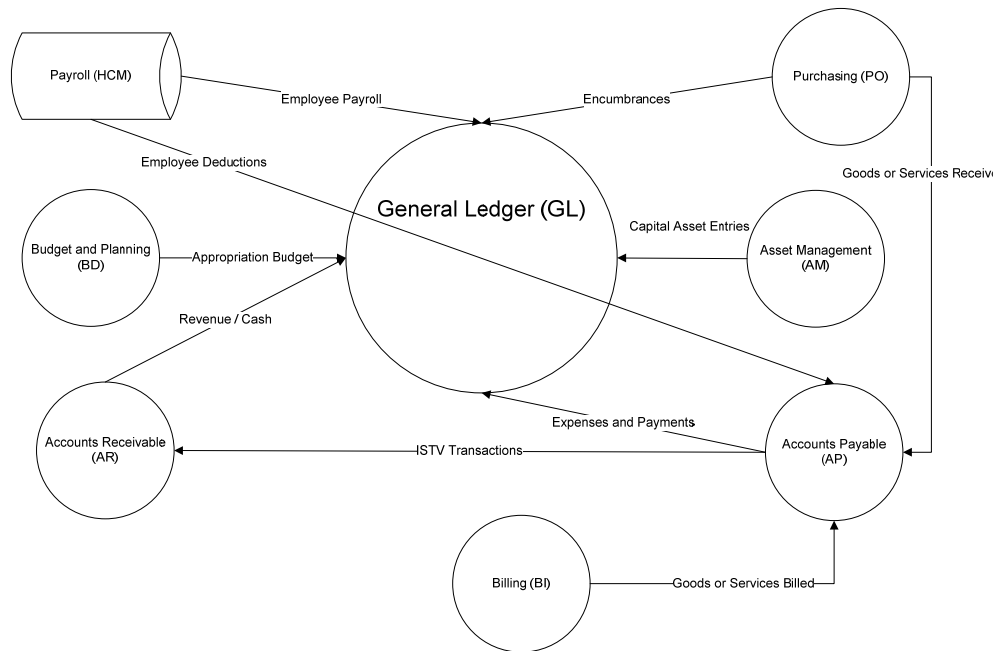 Payroll (HCM)
Purchasing (PO)
Employee Payroll
Encumbrances
Employee Deductions
Goods or Services Receive
General Ledger (GL)
Capital Asset Entries
Budget and Planning
(BD)
Appropriation Budget
Asset Management
(AM)
Revenue / Cash
Expenses and Payments
Accounts Receivable
(AR)
ISTV Transactions
Accounts Payable
(AP)
Billing (BI)
Goods or Services Billed